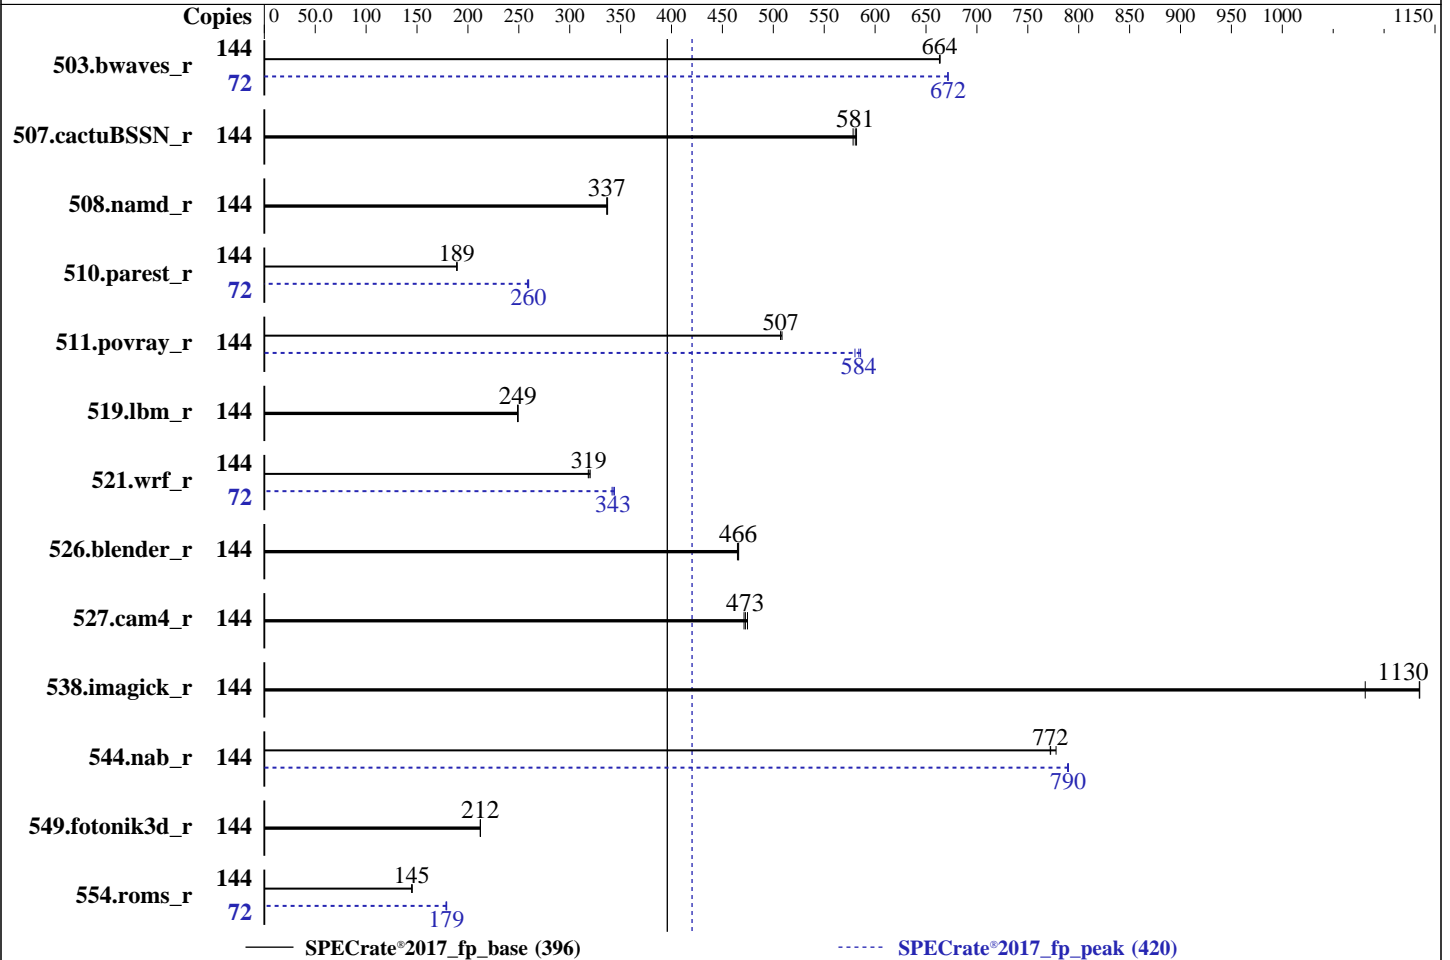 Copies 0 50.0 100 150 200 250 300 350 400 450 500 550 600 650 700 750 800 850 900 950 1000 1150
503.bwaves_r 144 664
72 672
507.cactuBSSN_r 144 581
508.namd_r 144 337
510.parest_r 144 189
72 260
511.povray_r 144 507
584
519.lbm_r 144 249
521.wrf_r 144 319
72 343
526.blender_r 144 466
527.cam4_r 144 473
538.imagick_r 144 1130
544.nab_r 144 772
790
549.fotonik3d_r 144 212
554.roms_r 144 145
72 179
SPECrate®2017_fp_base (396) SPECrate®2017_fp_peak (420)